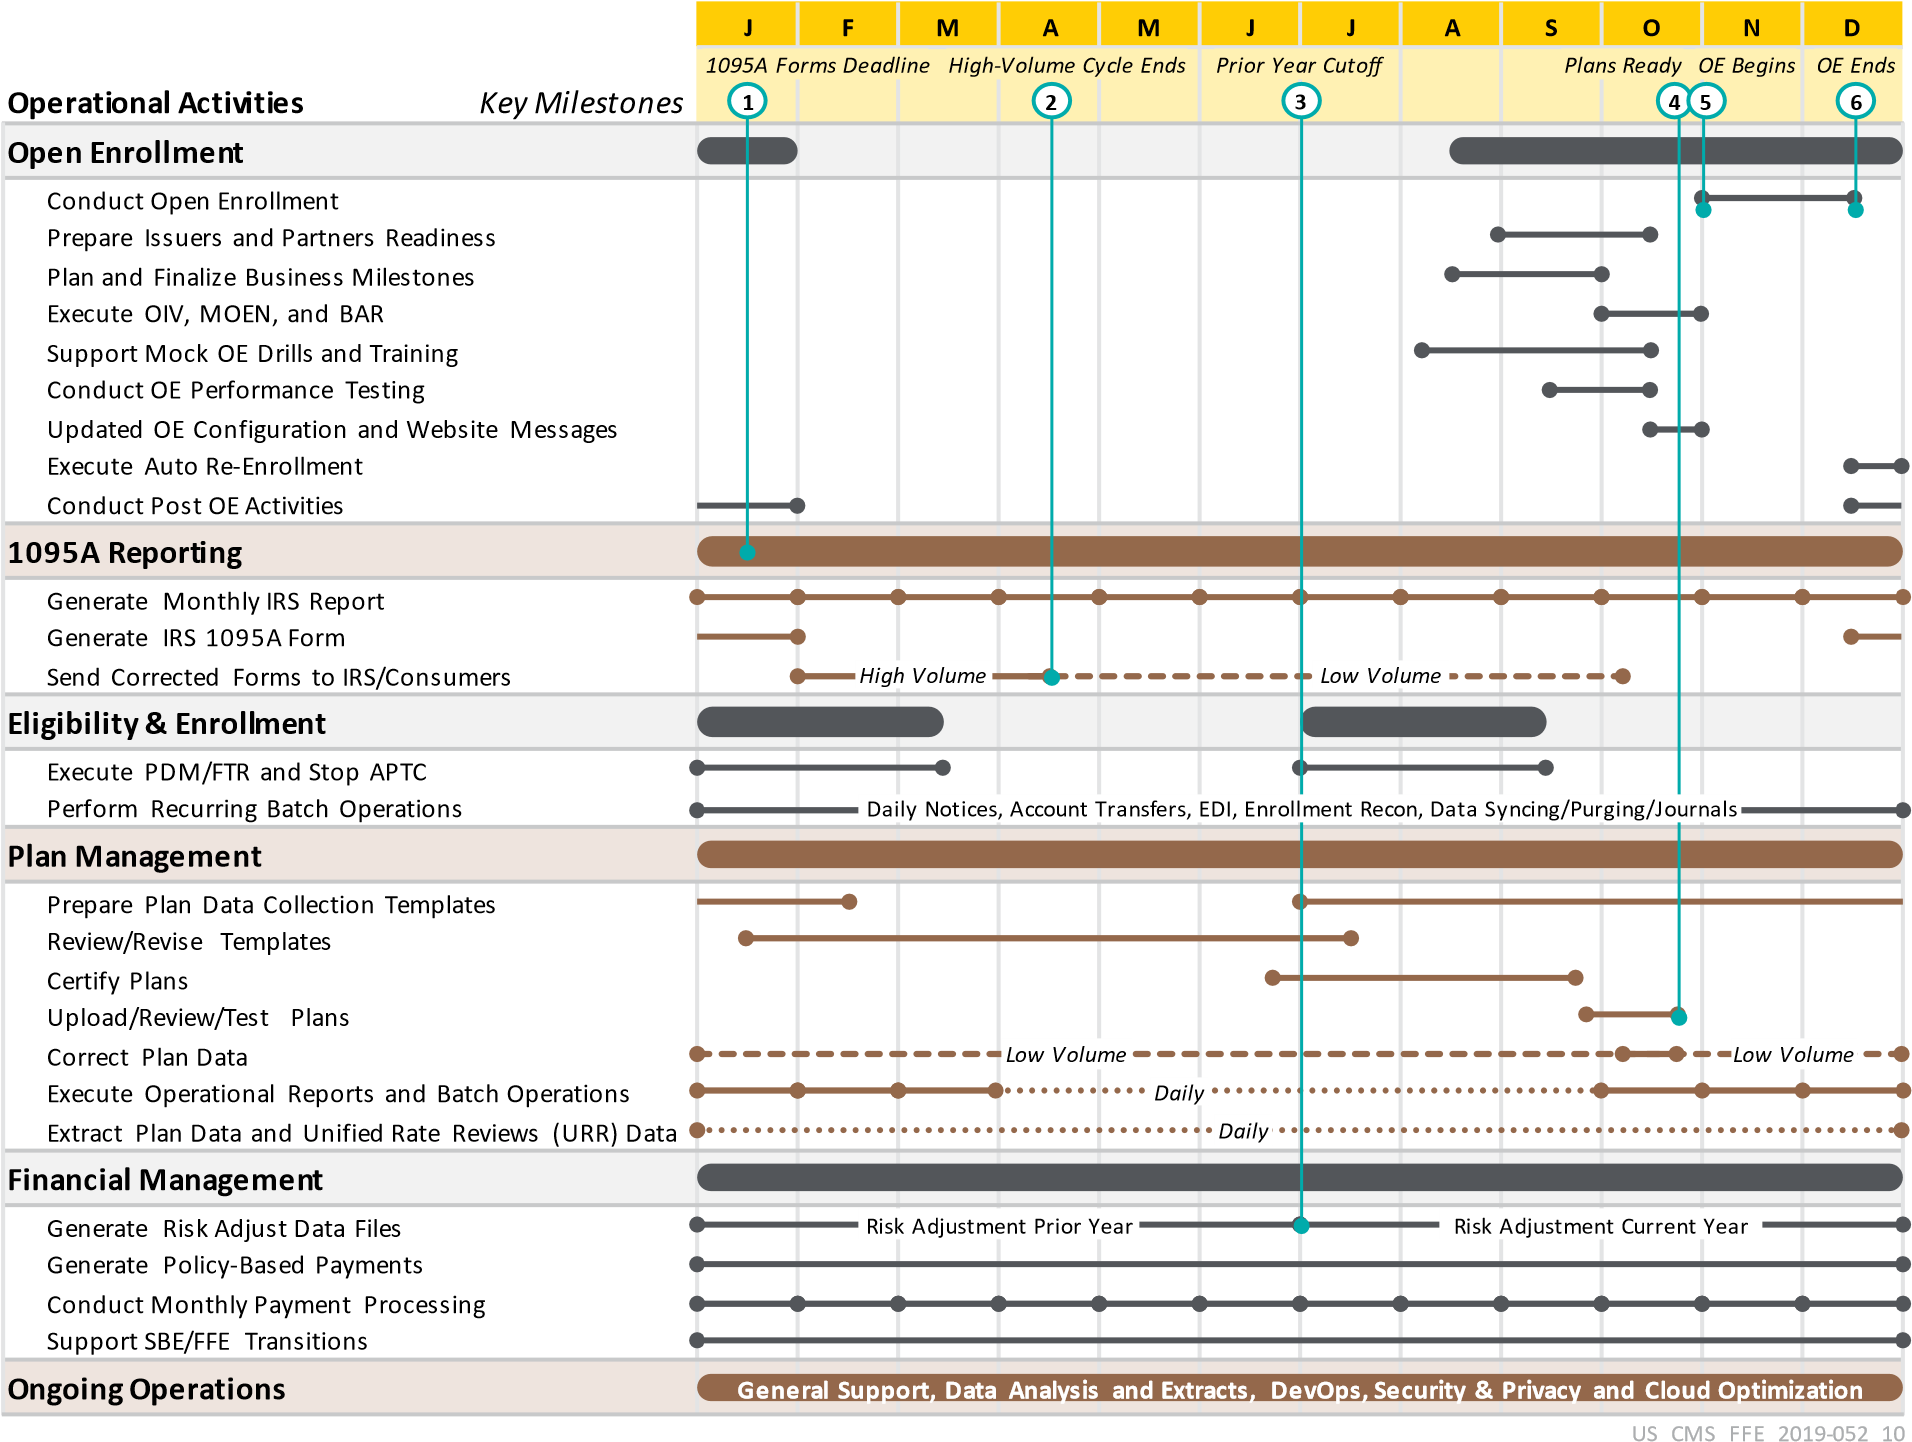 J F M A M J J A S O N D
1095A Forms Deadline High-Volume Cycle Ends Prior Year Cutoff Plans Ready OE Begins OE Ends
Operational Activities Key Milestones 1 2 3 4 5 6
Open Enrollment
Conduct Open Enrollment
Prepare Issuers and Partners Readiness
Plan and Finalize Business Milestones
Execute OIV, MOEN, and BAR
Support Mock OE Drills and Training
Conduct OE Performance Testing
Updated OE Configuration and Website Messages
Execute Auto Re-Enrollment
Conduct Post OE Activities
1095A Reporting
Generate Monthly IRS Report
Generate IRS 1095A Form
Send Corrected Forms to IRS/Consumers High Volume Low Volume
Eligibility & Enrollment
Execute PDM/FTR and Stop APTC
Perform Recurring Batch Operations Daily Notices, Account Transfers, EDI, Enrollment Recon, Data Syncing/Purging/Journals
Plan Management
Prepare Plan Data Collection Templates
Review/Revise Templates
Certify Plans
Upload/Review/Test Plans
Correct Plan Data Low Volume Low Volume
Execute Operational Reports and Batch Operations Daily
Extract Plan Data and Unified Rate Reviews (URR) Data Daily
Financial Management
Generate Risk Adjust Data Files Risk Adjustment Prior Year Risk Adjustment Current Year
Generate Policy-Based Payments
Conduct Monthly Payment Processing
Support SBE/FFE Transitions
Ongoing Operations General Support, Data Analysis and Extracts, DevOps, Security & Privacy and Cloud Optimization
US CMS FFE 2019-052 10